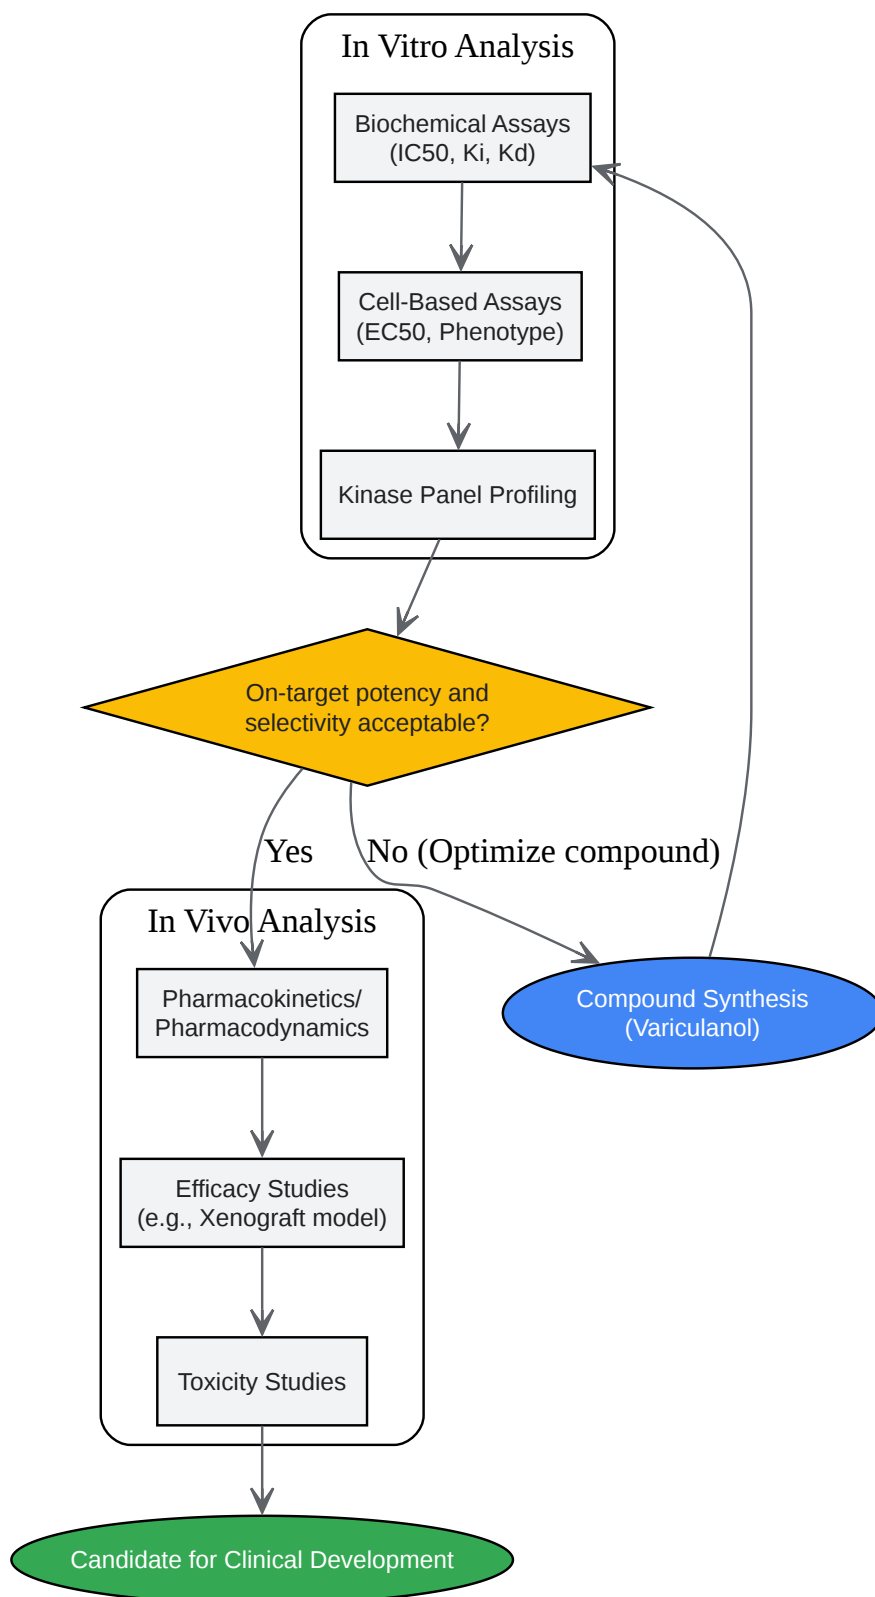 In Vitro Analysis
Biochemical Assays
(IC50, Ki, Kd)
Cell-Based Assays
(EC50, Phenotype)
Kinase Panel Profiling
On-target potency and
selectivity acceptable?
Yes
No (Optimize compound)
In Vivo Analysis
Pharmacokinetics/
Pharmacodynamics
Compound Synthesis
(Variculanol)
Efficacy Studies
(e.g., Xenograft model)
Toxicity Studies
Candidate for Clinical Development